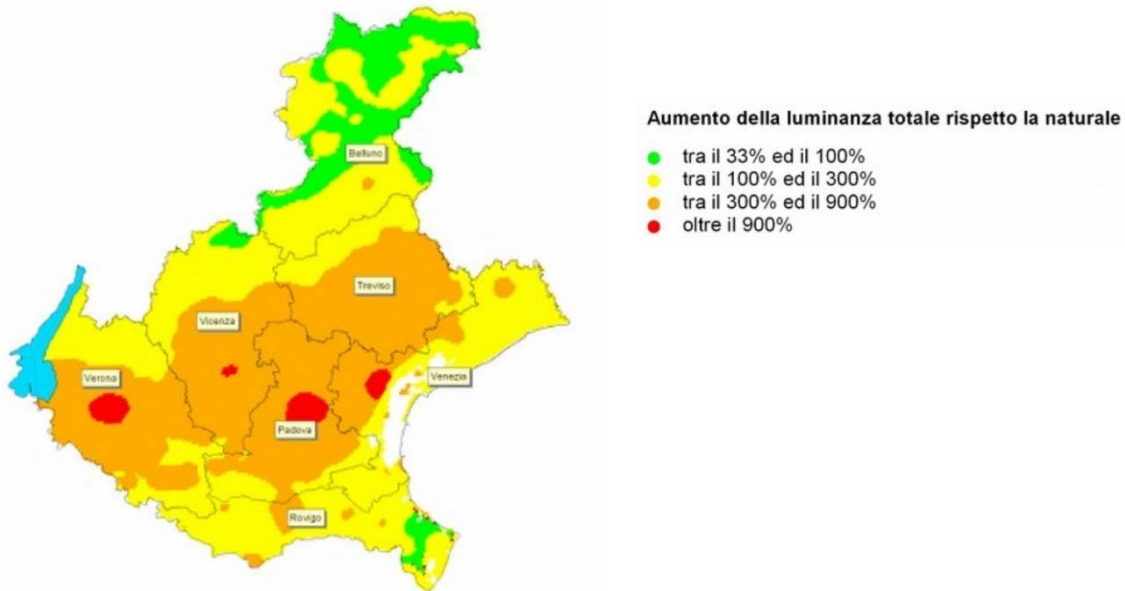 Belluno
Treviso
Vicenza
Verona
Venezia
Padova
Rovigo
Aumento della luminanza totale rispetto la naturale
tra il 33% ed il 100%
tra il 100% ed il 300%
tra il 300% ed il 900%
oltre il 900%